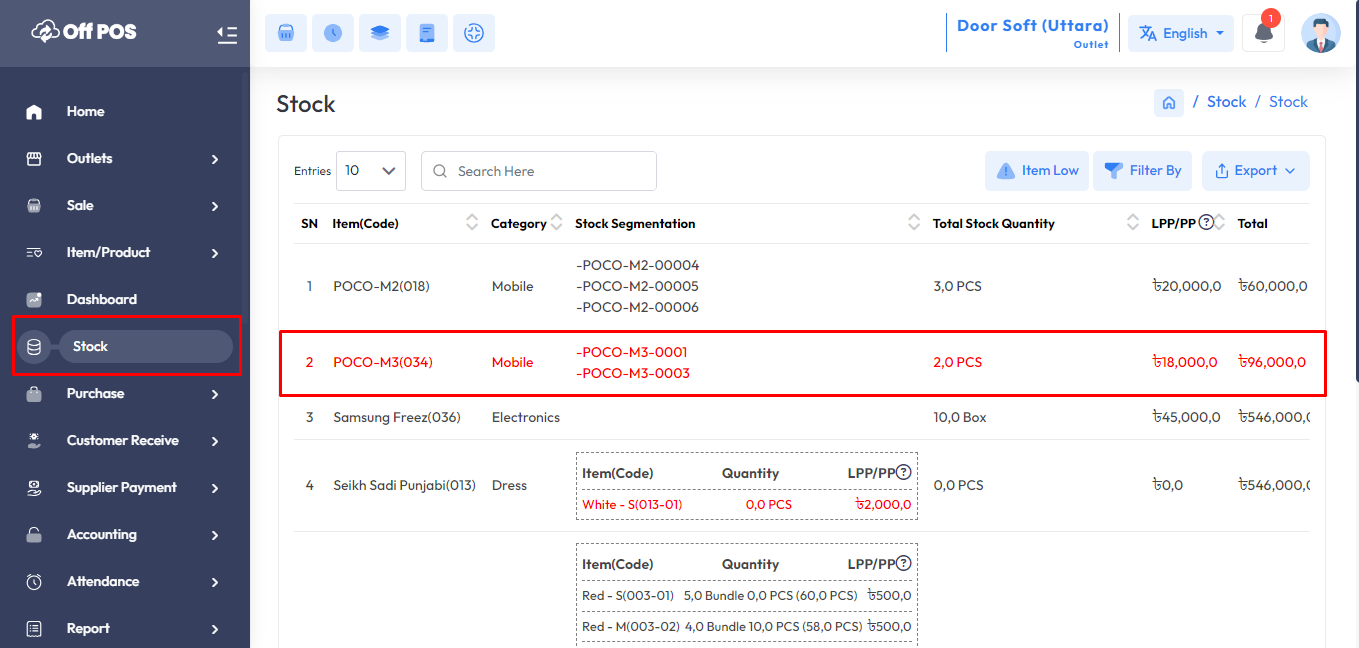 Off POS
Door Soft (Uttara)
Outlet
English
1
Home
Outlets
Sale
Item/Product
Dashboard
Stock
Purchase
Customer Receive
Supplier Payment
Accounting
Attendance
Report
Stock
/ Stock / Stock
Entries 10 Search Here Item Low Filter By Export
SN Item(Code) Category Stock Segmentation Total Stock Quantity LPP/PP ? Total
1 POCO-M2(018) Mobile -POCO-M2-00004 3,0 PCS ৳20,000,0 ৳60,000,0
-POCO-M2-00005
-POCO-M2-00006
2 POCO-M3(034) Mobile -POCO-M3-0001 2,0 PCS ৳18,000,0 ৳96,000,0
-POCO-M3-0003
3 Samsung Freez(036) Electronics 10,0 Box ৳45,000,0 ৳546,000,0
4 Seikh Sadi Punjabi(013) Dress 0,0 PCS ৳0,0 ৳546,000,0
Item(Code) Quantity LPP/PP ?
White - S(013-01) 0,0 PCS ৳2,000,0
Item(Code) Quantity LPP/PP ?
Red - S(003-01) 5,0 Bundle 0,0 PCS (60,0 PCS) ৳500,0
Red - M(003-02) 4,0 Bundle 10,0 PCS (58,0 PCS) ৳500,0